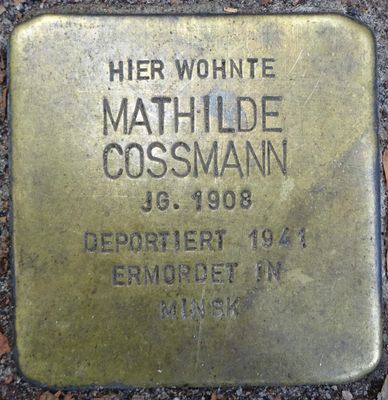 HIER WOHNTE
MATHILDE
COSSMANN
JG. 1908
DEPORTIERT 1941
ERMORDET IN
MINSK